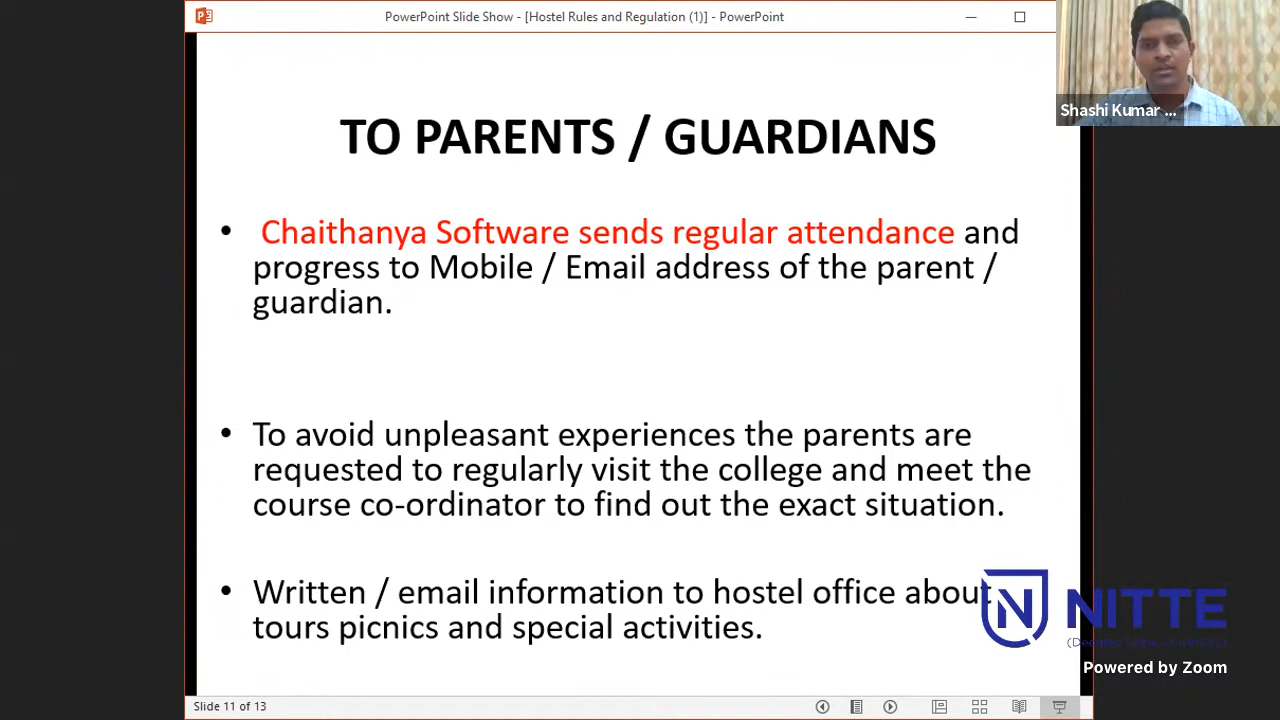 PowerPoint Slide Show - [Hostel Rules and Regulation (1)] - PowerPoint
Shashi Kumar ...
TO PARENTS / GUARDIANS
• Chaithanya Software sends regular attendance and
progress to Mobile / Email address of the parent /
guardian.
• To avoid unpleasant experiences the parents are
requested to regularly visit the college and meet the
course co-ordinator to find out the exact situation.
• Written / email information to hostel office about
tours picnics and special activities.
NITTE
Powered by Zoom
Slide 11 of 13